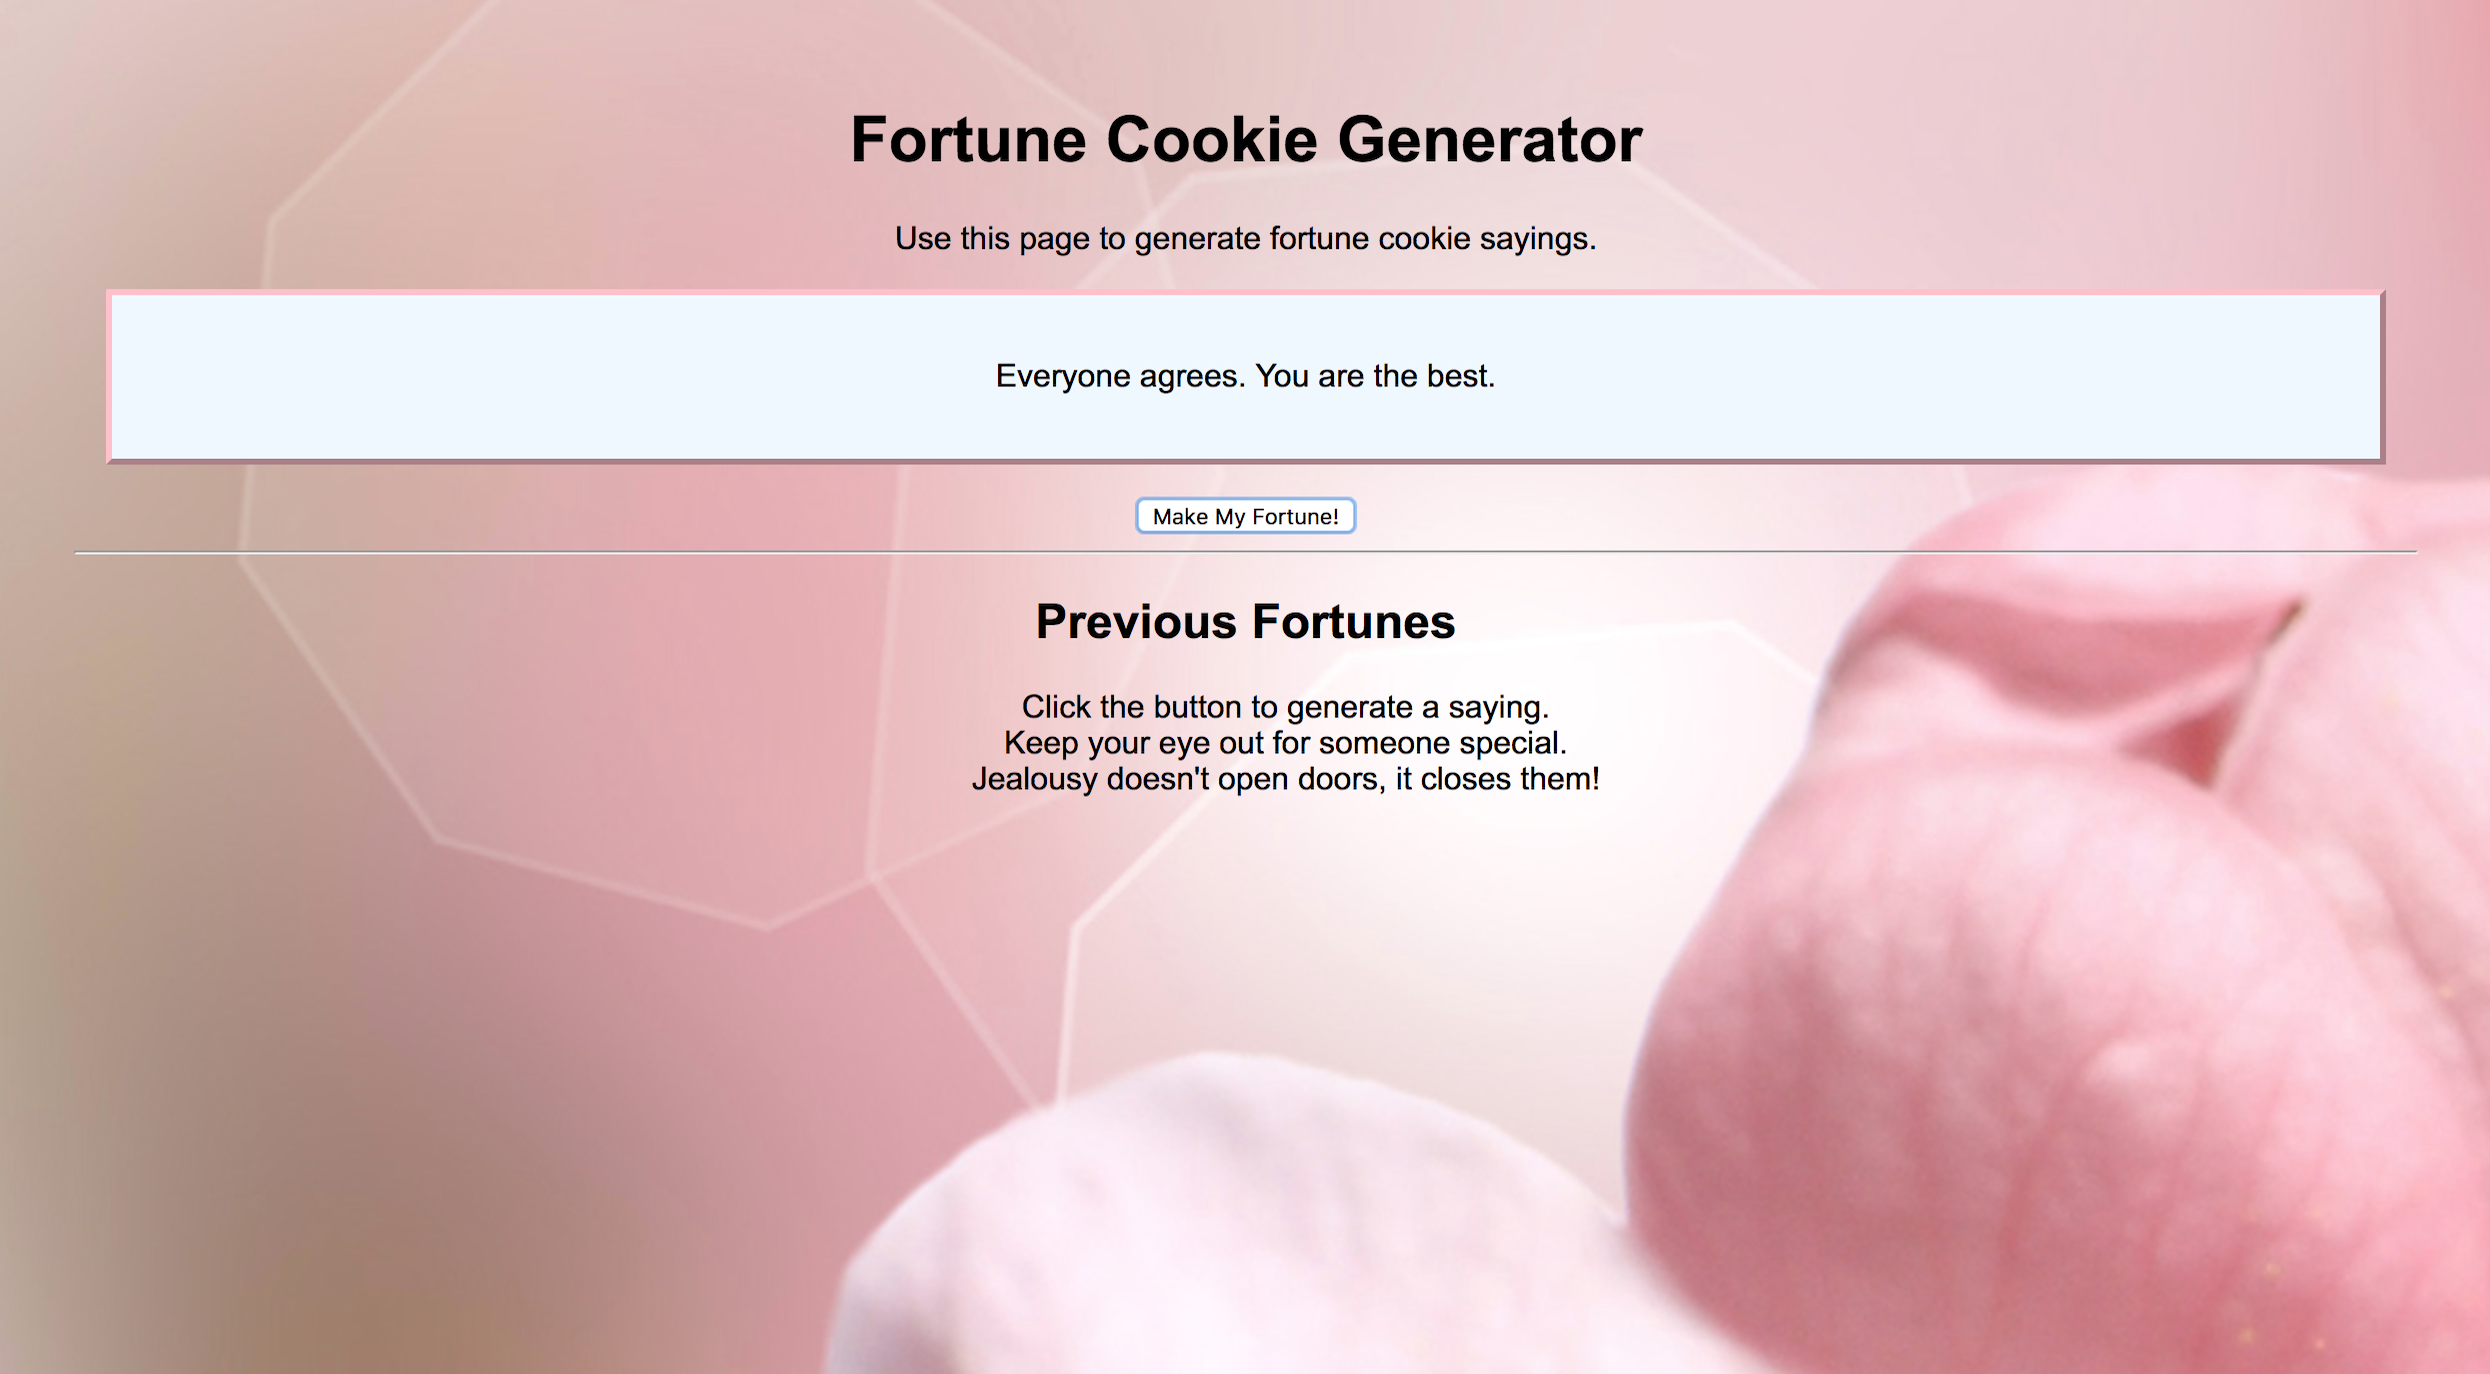 Fortune Cookie Generator
Use this page to generate fortune cookie sayings.
Everyone agrees. You are the best.
Make My Fortune!
Previous Fortunes
Click the button to generate a saying.
Keep your eye out for someone special.
Jealousy doesn't open doors, it closes them!